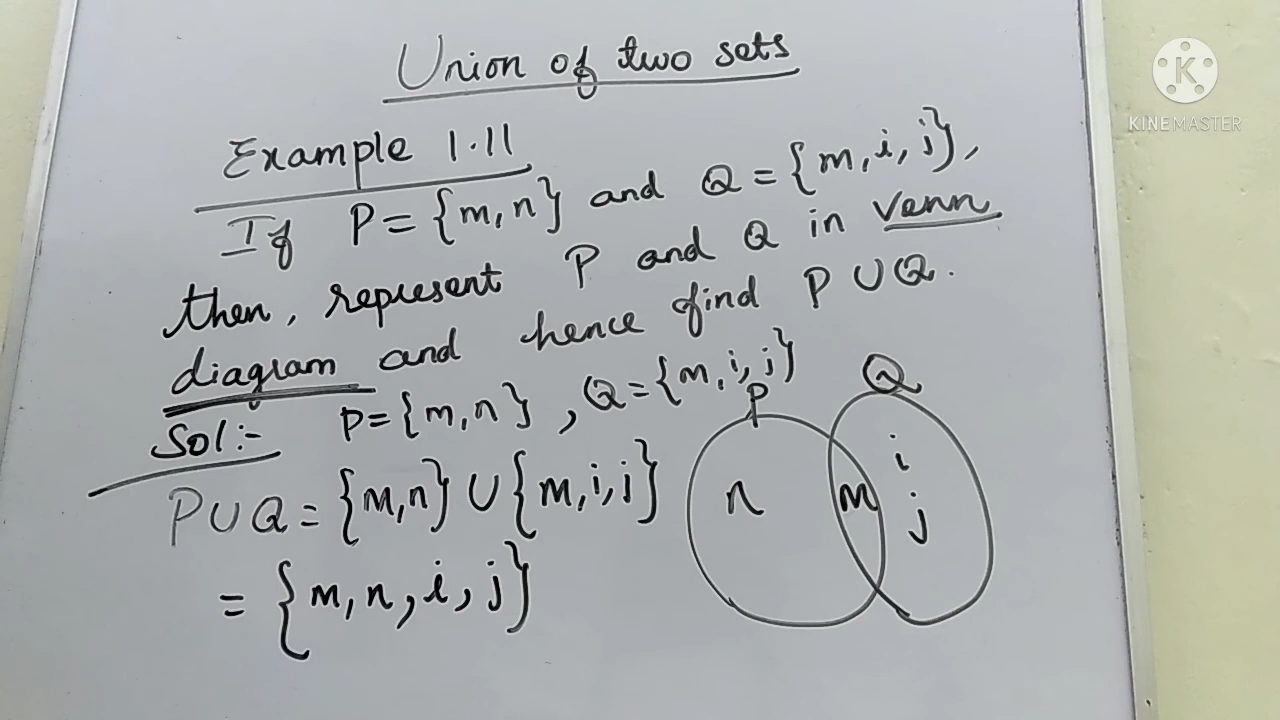 Union of two sets
KINEMASTER
Example 1.11
If P = {m, n} and Q = {m, i, j},
then, represent P and Q in venn
diagram and hence find P ∪ Q.
Sol:- P = {m, n}, Q = {m, i, j}
P ∪ Q = {m, n} ∪ {m, i, j}
= {m, n, i, j}
P Q
n m i
j